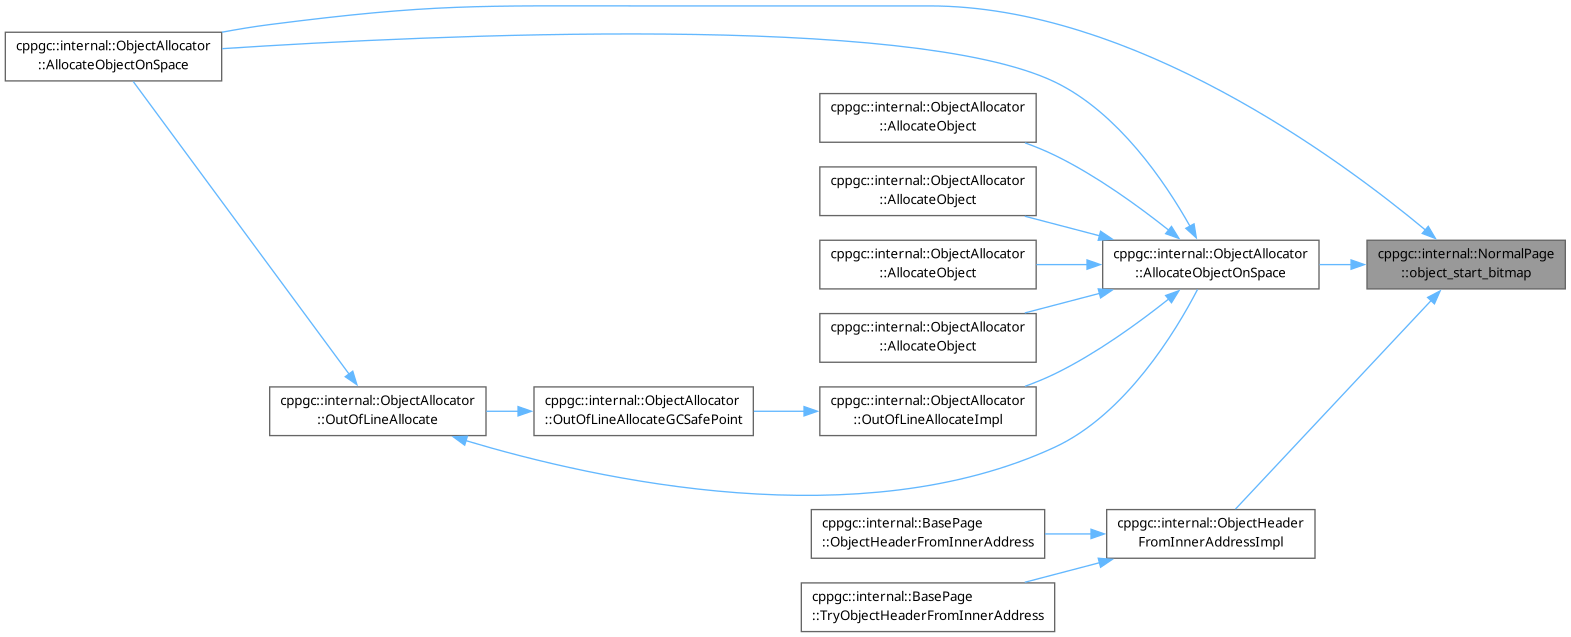 cppgc::internal::ObjectAllocator
::AllocateObjectOnSpace
cppgc::internal::ObjectAllocator
::AllocateObject
cppgc::internal::ObjectAllocator
::AllocateObject
cppgc::internal::ObjectAllocator
::AllocateObject
cppgc::internal::ObjectAllocator
::AllocateObjectOnSpace
cppgc::internal::NormalPage
::object_start_bitmap
cppgc::internal::ObjectAllocator
::AllocateObject
cppgc::internal::ObjectAllocator
::OutOfLineAllocate
cppgc::internal::ObjectAllocator
::OutOfLineAllocateGCSafePoint
cppgc::internal::ObjectAllocator
::OutOfLineAllocateImpl
cppgc::internal::BasePage
::ObjectHeaderFromInnerAddress
cppgc::internal::ObjectHeader
FromInnerAddressImpl
cppgc::internal::BasePage
::TryObjectHeaderFromInnerAddress